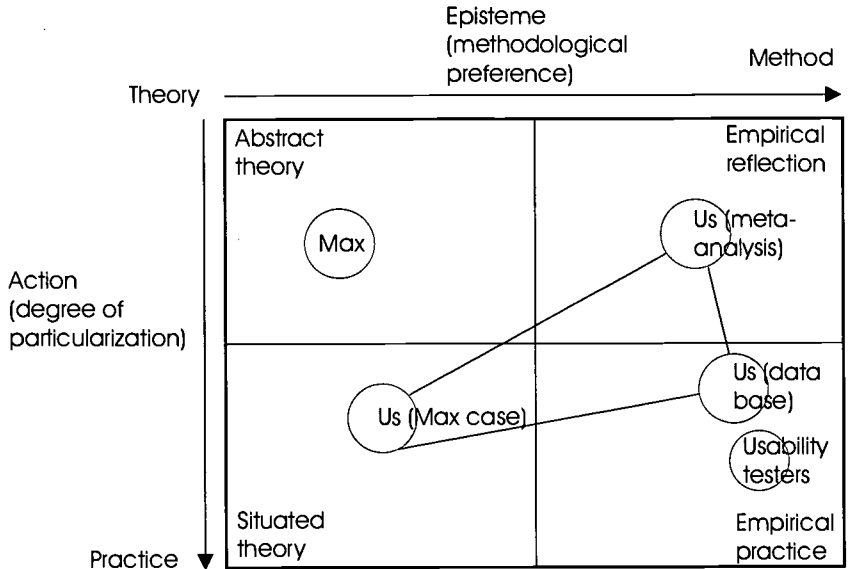 Episteme
(methodological
preference)
Method
Theory
Abstract
theory
Empirical
reflection
Max
Us (meta-
analysis)
Action
(degree of
particularization)
Us (data
base)
Us (Max case)
Usability
testers
Situated
theory
Empirical
practice
Practice